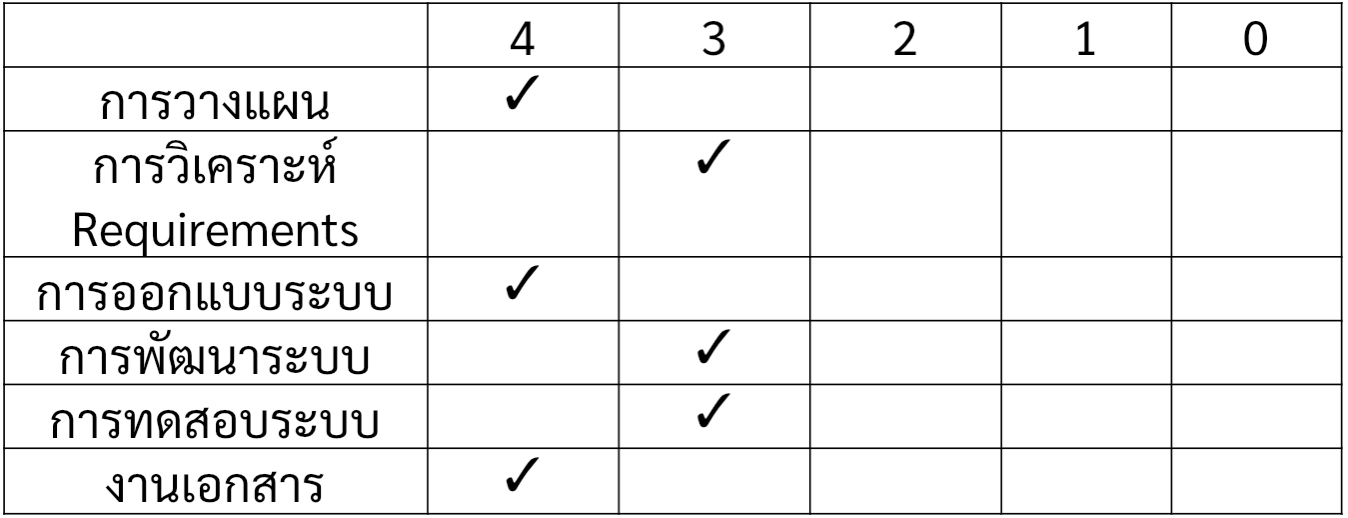 4 3 2 1 0
การวางแผน ✓
การวิเคราะห์ ✓
Requirements
การออกแบบระบบ ✓
การพัฒนาระบบ ✓
การทดสอบระบบ ✓
งานเอกสาร ✓